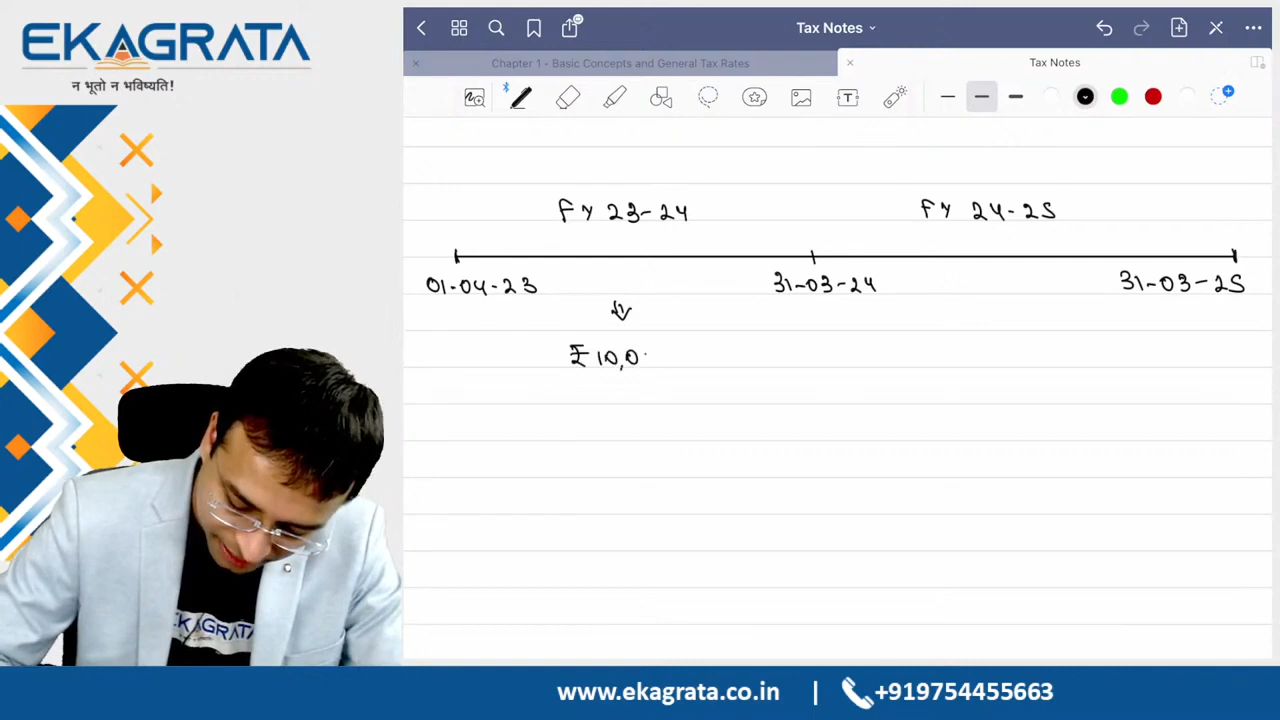 EKAGRATA
न भूतो न भविष्यति!
Tax Notes
Chapter 1 - Basic Concepts and General Tax Rates
Tax Notes
FY 23-24
FY 24-25
01-04-23
31-03-24
31-03-25
₹10,0
EKAGRATA
www.ekagrata.co.in | +919754455663